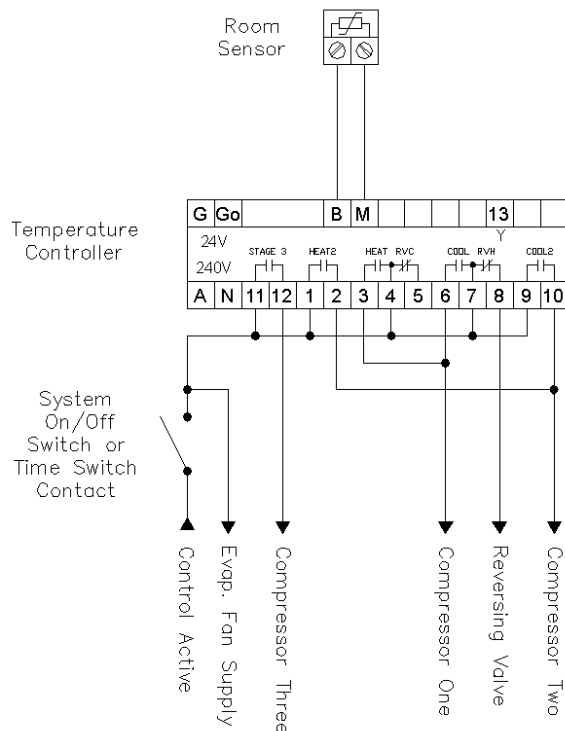 Room
Sensor
Temperature
Controller
G Go B M 13
24V Y
STAGE 3 HEAT2 HEAT RVC COOL RVH COOL2
240V
A N 11 12 1 2 3 4 5 6 7 8 9 10
System
On/Off
Switch or
Time Switch
Contact
Control Active
Evap. Fan Supply
Compressor Three
Compressor One
Reversing Valve
Compressor Two